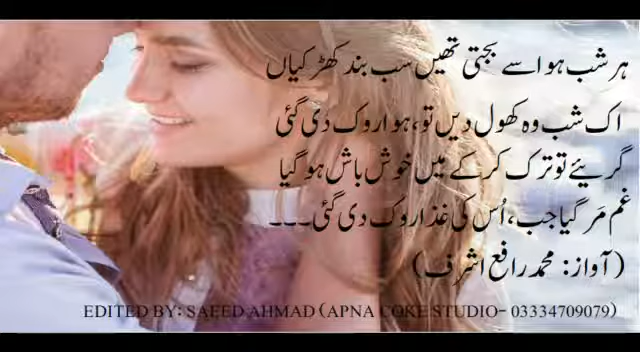 ہر شب ہوا سے بجتی تھیں سب بند کھڑکیاں
اک شب وہ کھول دیں تو، ہوا روک دی گئی
گریئے تو ترک کرکے میں خوش باش ہو گیا
غم مَر گیا جب، اُس کی غذا روک دی گئی۔۔۔
(آواز: محمد رافع اشرف)
EDITED BY: SAEED AHMAD (APNA COKE STUDIO- 03334709079)